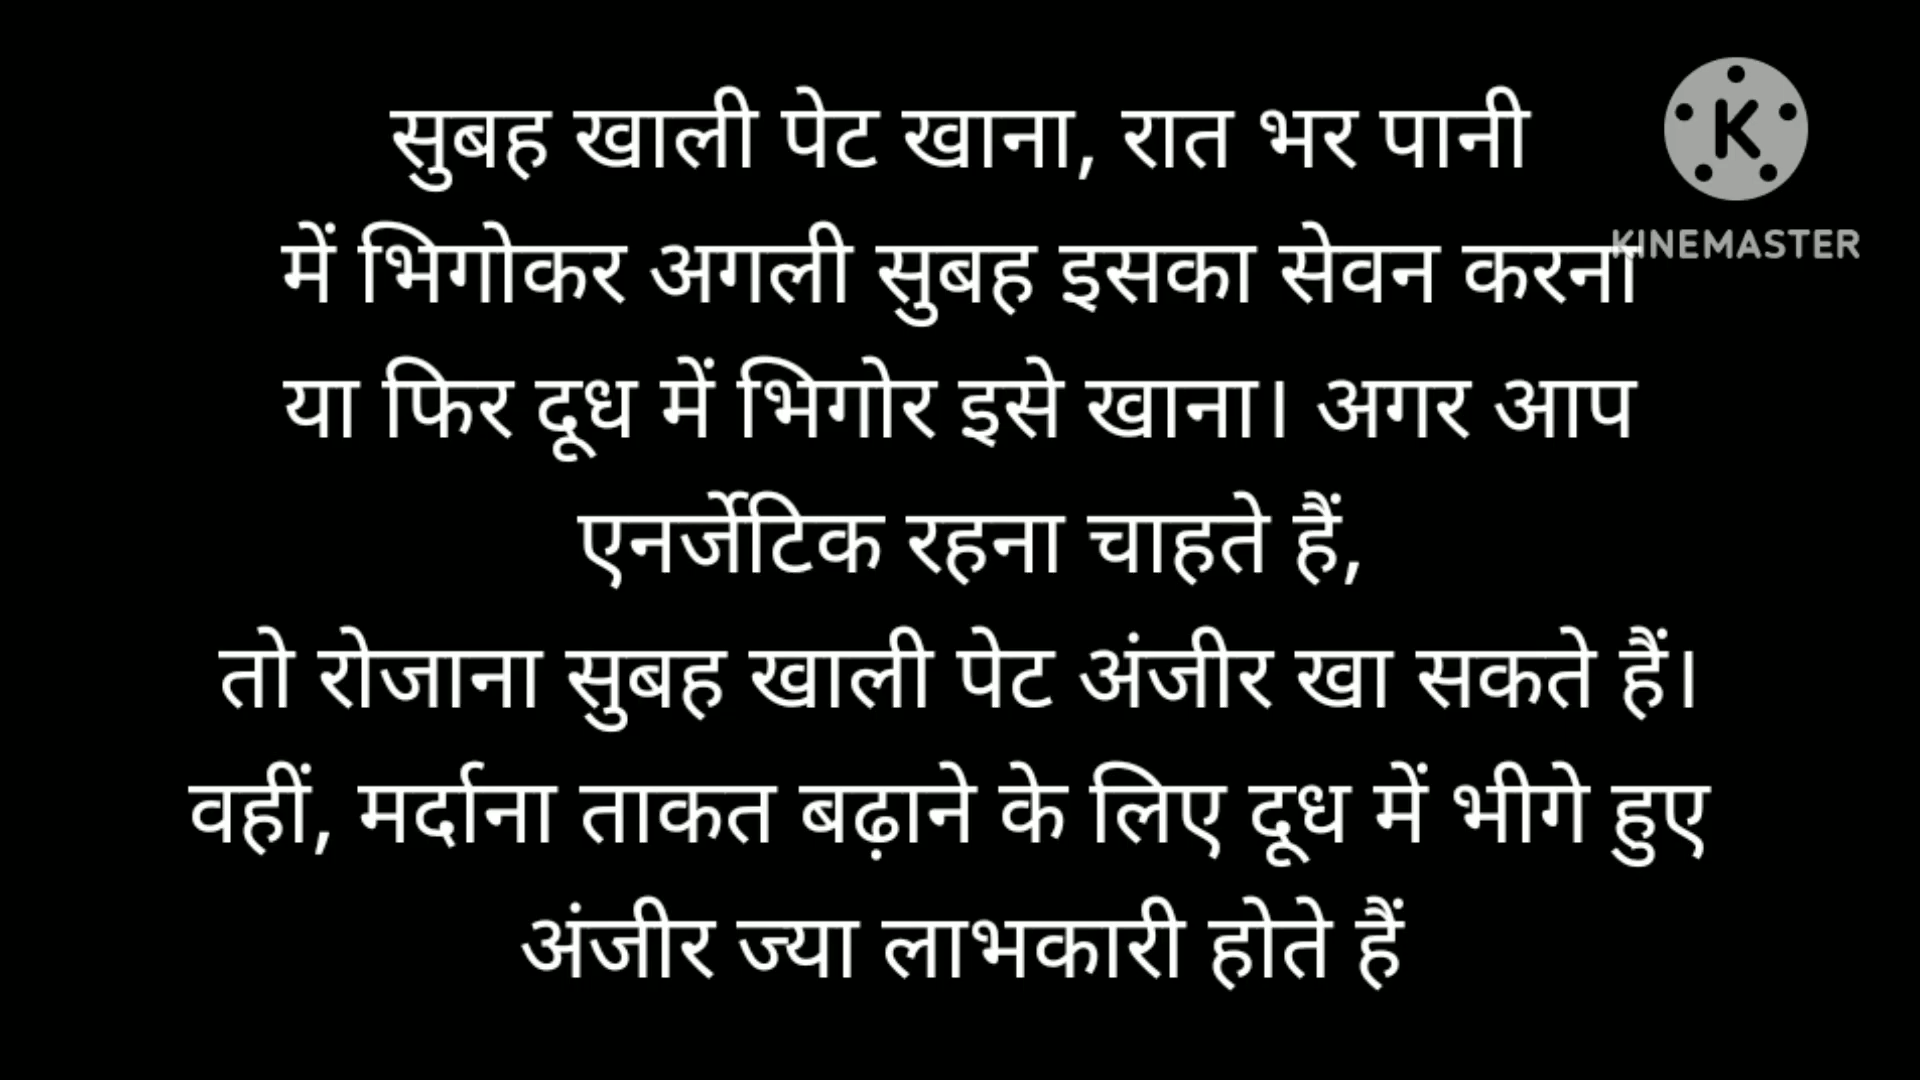 सुबह खाली पेट खाना, रात भर पानी
में भिगोकर अगली सुबह इसका सेवन करना
या फिर दूध में भिगोर इसे खाना। अगर आप
एनर्जेटिक रहना चाहते हैं,
तो रोजाना सुबह खाली पेट अंजीर खा सकते हैं।
वहीं, मर्दाना ताकत बढ़ाने के लिए दूध में भीगे हुए
अंजीर ज्या लाभकारी होते हैं
K
KINEMASTER